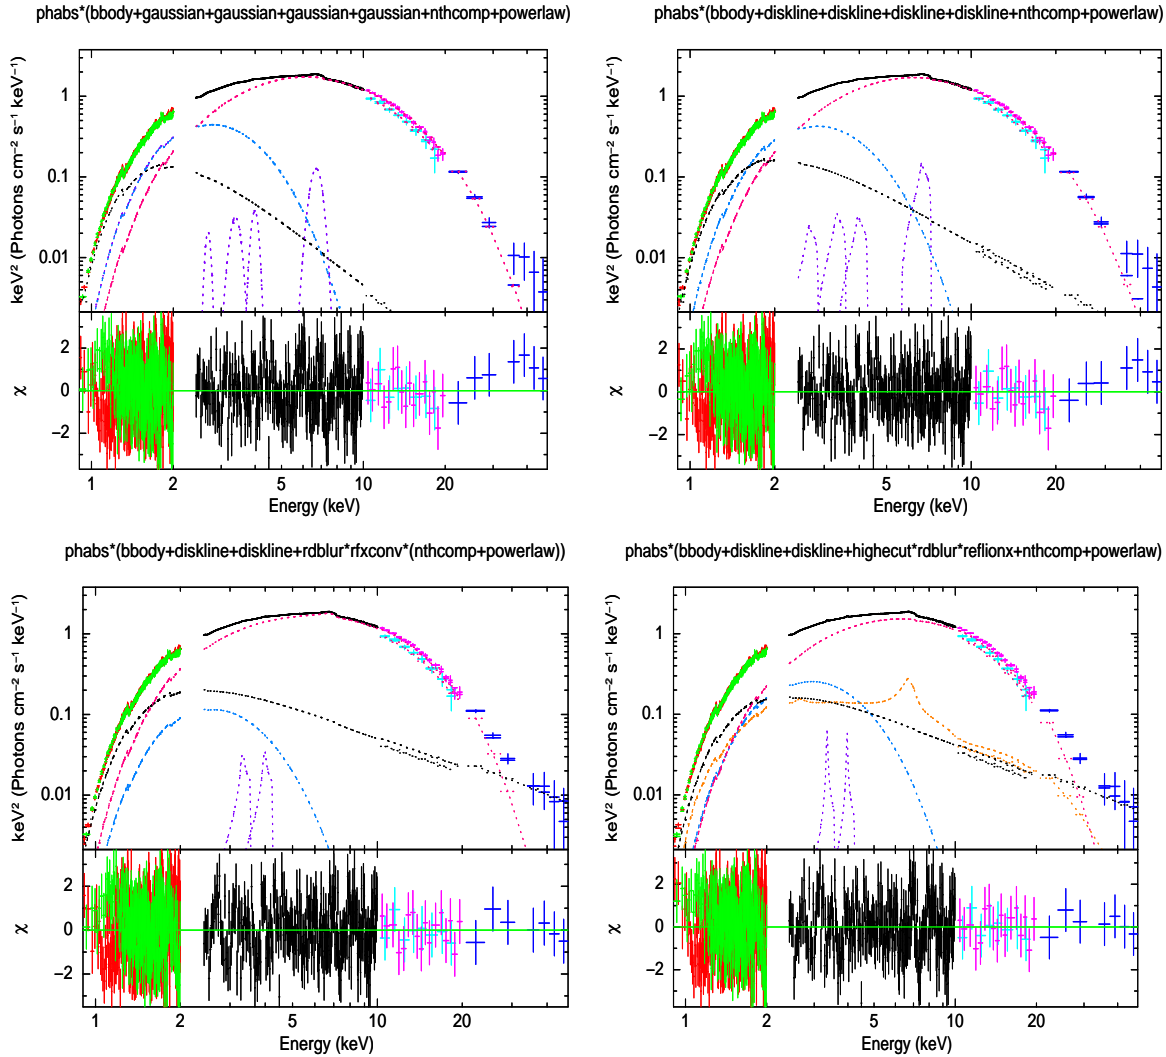 phabs*(bbody+gaussian+gaussian+gaussian+gaussian+nthcomp+powerlaw)
keV² (Photons cm⁻² s⁻¹ keV⁻¹)
1
0.1
0.01
χ
2
0
−2
1 2 5 10 20
Energy (keV)
phabs*(bbody+diskline+diskline+diskline+diskline+nthcomp+powerlaw)
keV² (Photons cm⁻² s⁻¹ keV⁻¹)
1
0.1
0.01
χ
2
0
−2
1 2 5 10 20
Energy (keV)
phabs*(bbody+diskline+diskline+rdblur*rfxconv*(nthcomp+powerlaw))
keV² (Photons cm⁻² s⁻¹ keV⁻¹)
1
0.1
0.01
χ
2
0
−2
1 2 5 10 20
Energy (keV)
phabs*(bbody+diskline+diskline+highecut*rdblur*reflionx+nthcomp+powerlaw)
keV² (Photons cm⁻² s⁻¹ keV⁻¹)
1
0.1
0.01
χ
2
0
−2
1 2 5 10 20
Energy (keV)